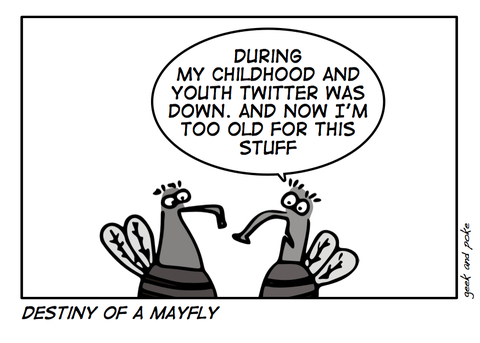 DURING
MY CHILDHOOD AND
YOUTH TWITTER WAS
DOWN. AND NOW I'M
TOO OLD FOR THIS
STUFF
geek and poke
DESTINY OF A MAYFLY